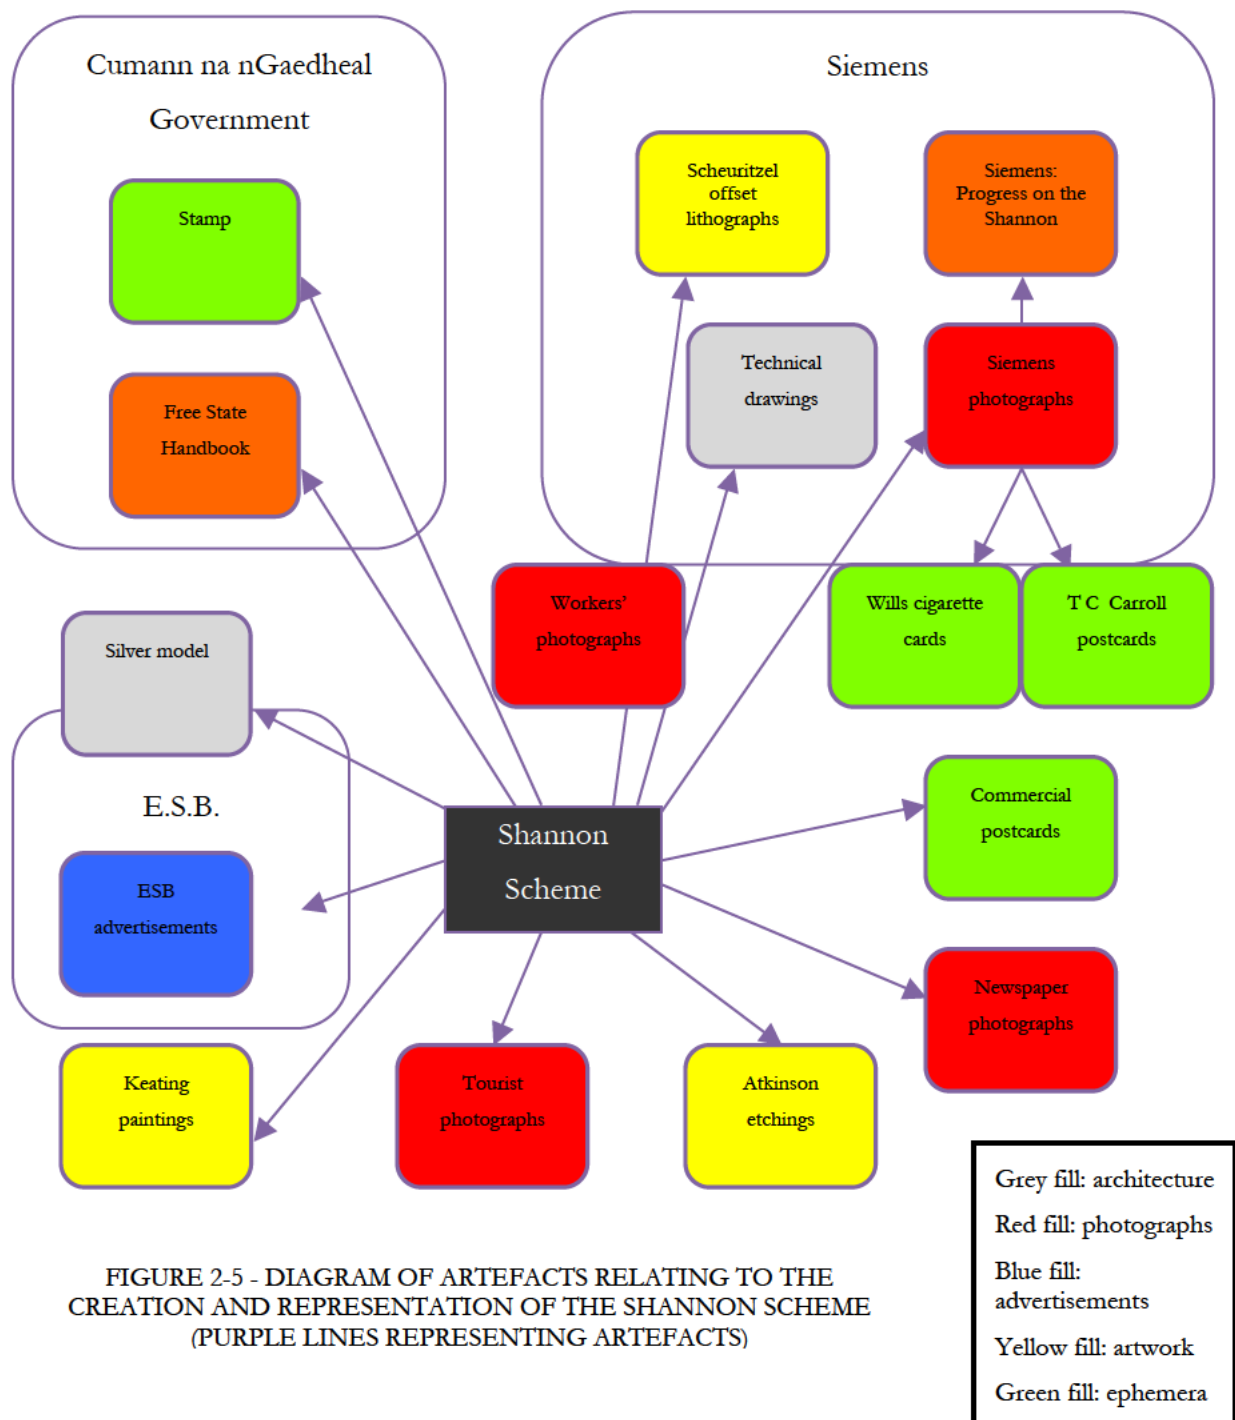 Cumann na nGaedheal
Government
Stamp
Free State
Handbook
Siemens
Scheuritzel
offset
lithographs
Siemens:
Progress on the
Shannon
Technical
drawings
Siemens
photographs
Workers'
photographs
Wills cigarette
cards
T C Carroll
postcards
Silver model
E.S.B.
ESB
advertisements
Shannon
Scheme
Commercial
postcards
Newspaper
photographs
Keating
paintings
Tourist
photographs
Atkinson
etchings
Grey fill: architecture
Red fill: photographs
Blue fill:
advertisements
Yellow fill: artwork
Green fill: ephemera
FIGURE 2-5 - DIAGRAM OF ARTEFACTS RELATING TO THE
CREATION AND REPRESENTATION OF THE SHANNON SCHEME
(PURPLE LINES REPRESENTING ARTEFACTS)